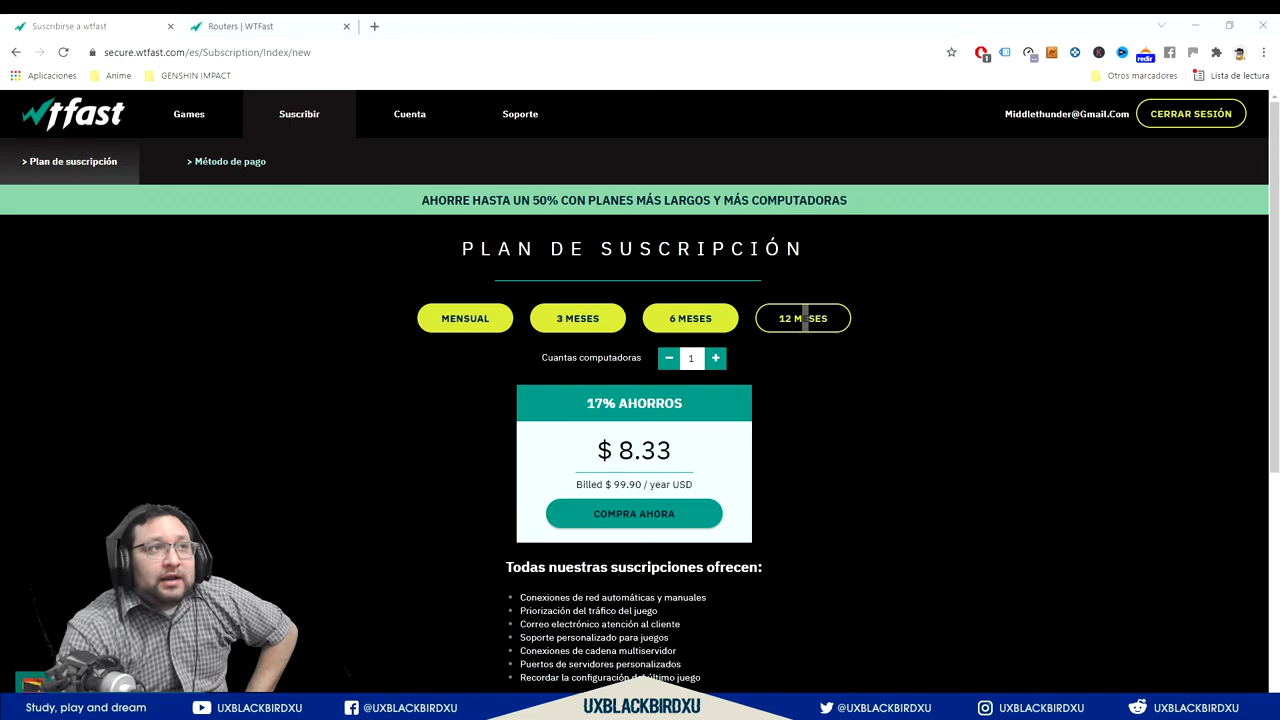 Suscribirse a wtfast
Routers | WTFast
secure.wtfast.com/es/Subscription/Index/new
1
redir
Aplicaciones
Anime
GENSHIN IMPACT
Otros marcadores
Lista de lectura
wtfast
Games
Suscribir
Cuenta
Soporte
Middlethunder@Gmail.Com
CERRAR SESIÓN
> Plan de suscripción
> Método de pago
AHORRE HASTA UN 50% CON PLANES MÁS LARGOS Y MÁS COMPUTADORAS
PLAN DE SUSCRIPCIÓN
MENSUAL
3 MESES
6 MESES
12 MESES
Cuantas computadoras
− 1 +
17% AHORROS
$ 8.33
Billed $ 99.90 / year USD
COMPRA AHORA
Todas nuestras suscripciones ofrecen:
Conexiones de red automáticas y manuales
Priorización del tráfico del juego
Correo electrónico atención al cliente
Soporte personalizado para juegos
Conexiones de cadena multiservidor
Puertos de servidores personalizados
Recordar la configuración del último juego
Study, play and dream
UXBLACKBIRDXU
@UXBLACKBIRDXU
UXBLACKBIRDXU
@UXBLACKBIRDXU
UXBLACKBIRDXU
UXBLACKBIRDXU